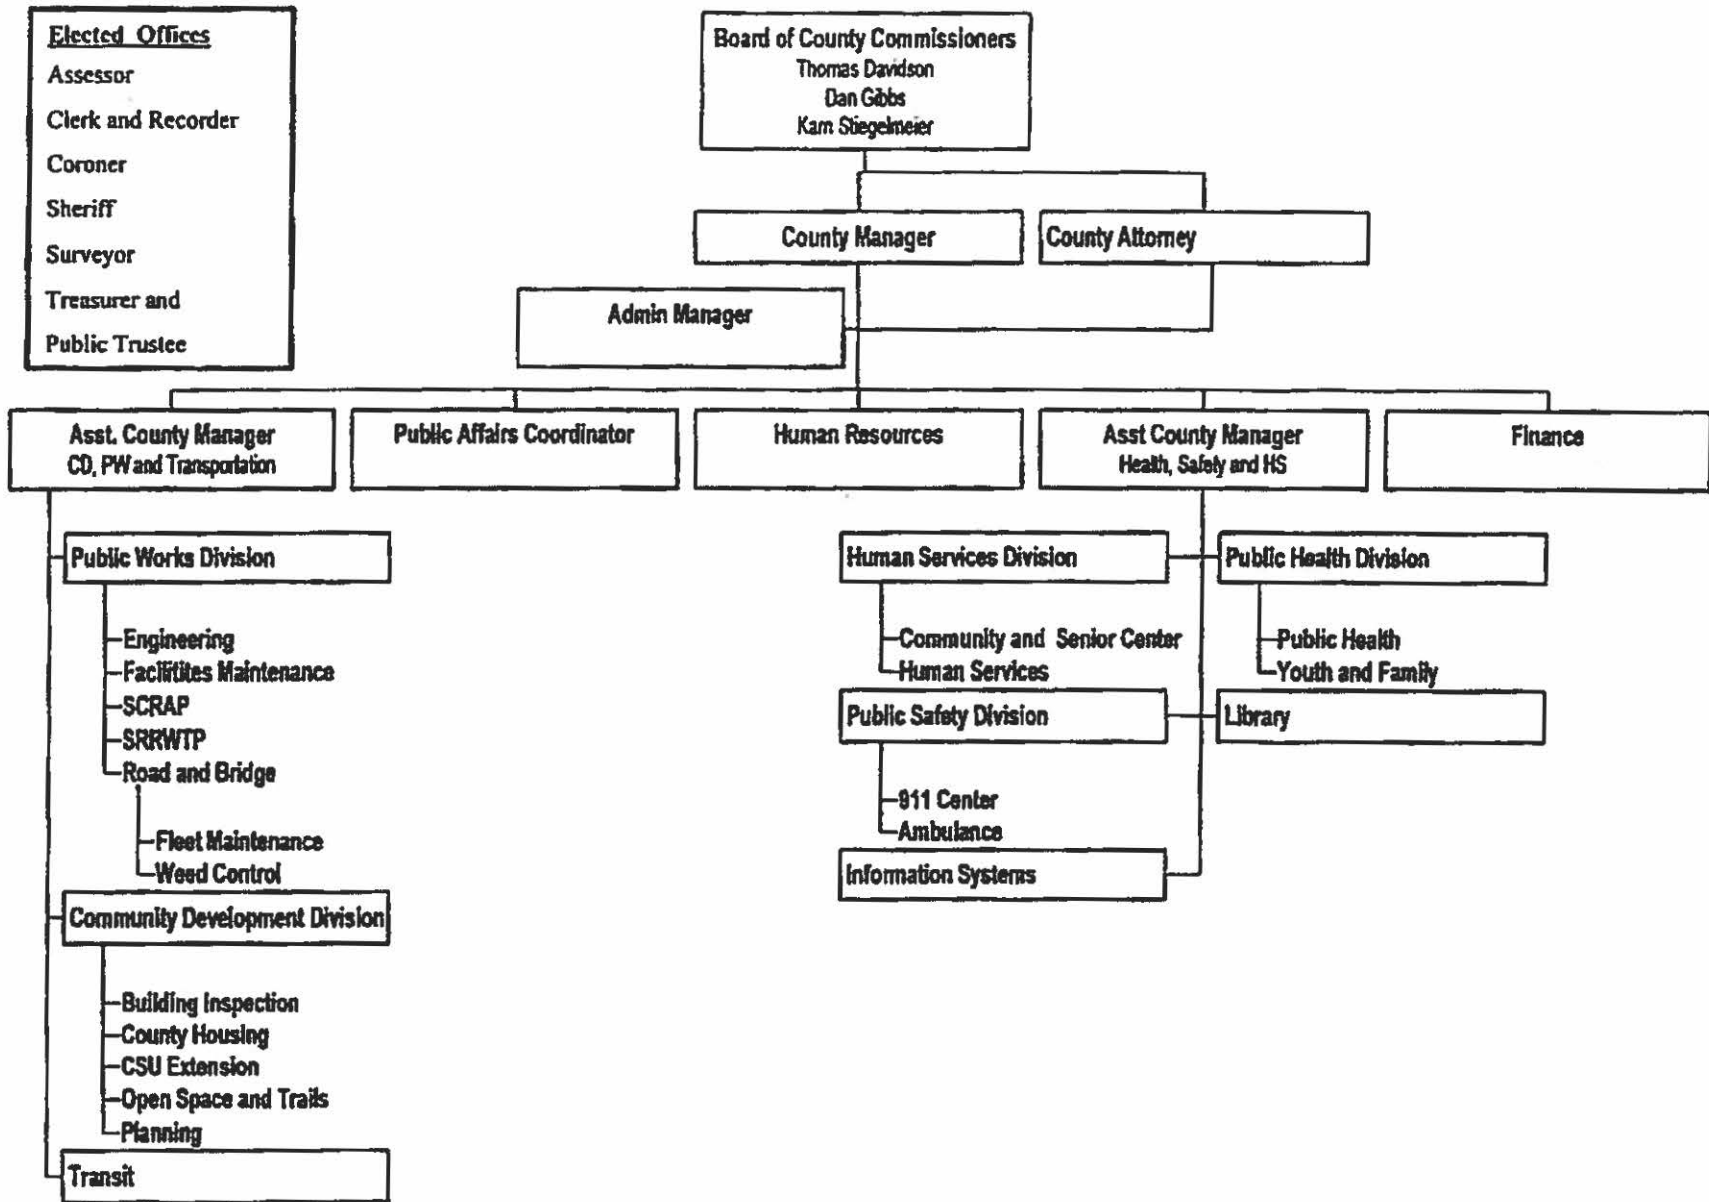 Elected Offices
Assessor
Clerk and Recorder
Coroner
Sheriff
Surveyor
Treasurer and
Public Trustee
Board of County Commissioners
Thomas Davidson
Dan Gibbs
Karn Stiegelmeier
County Manager
County Attorney
Admin Manager
Asst. County Manager
CD, PW and Transportation
Public Affairs Coordinator
Human Resources
Asst County Manager
Health, Safety and HS
Finance
Public Works Division
Engineering
Facilitites Maintenance
SCRAP
SRRWTP
Road and Bridge
Fleet Maintenance
Weed Control
Community Development Division
Building Inspection
County Housing
CSU Extension
Open Space and Trails
Planning
Transit
Human Services Division
Community and Senior Center
Human Services
Public Safety Division
911 Center
Ambulance
Information Systems
Public Health Division
Public Health
Youth and Family
Library